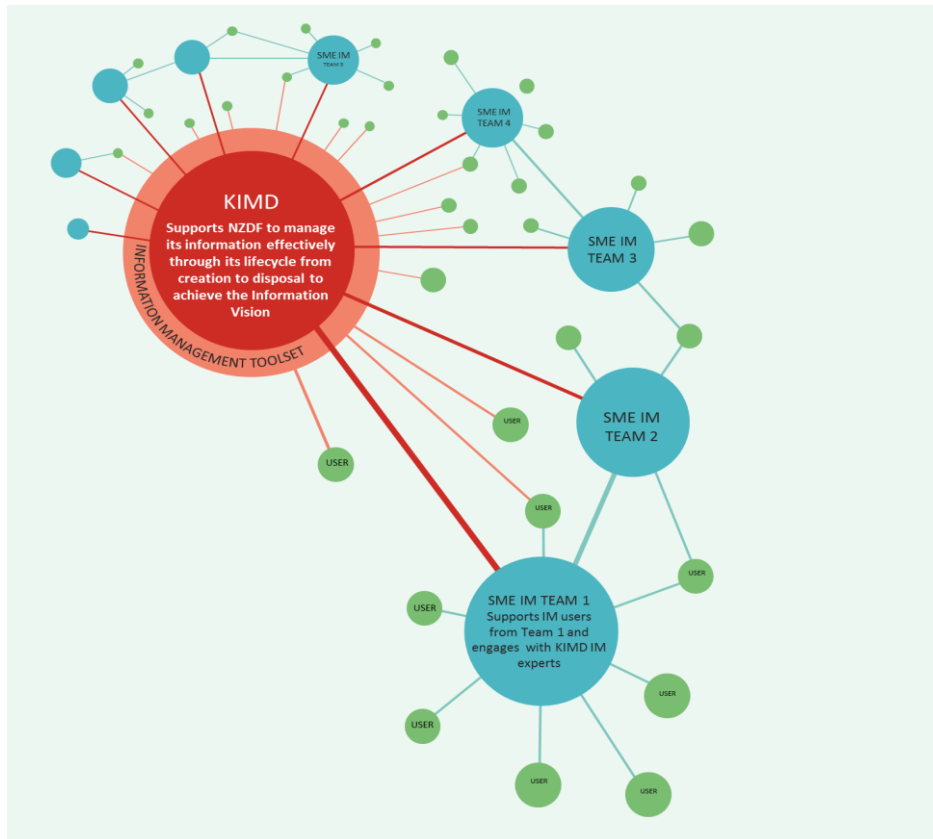 SME IM
TEAM 5
SME IM
TEAM 4
KIMD
Supports NZDF to manage
its information effectively
through its lifecycle from
creation to disposal to
achieve the Information
Vision
INFORMATION MANAGEMENT TOOLSET
SME IM
TEAM 3
SME IM
TEAM 2
USER
USER
USER
USER
SME IM TEAM 1
Supports IM users
from Team 1 and
engages with KIMD IM
experts
USER
USER
USER
USER
USER